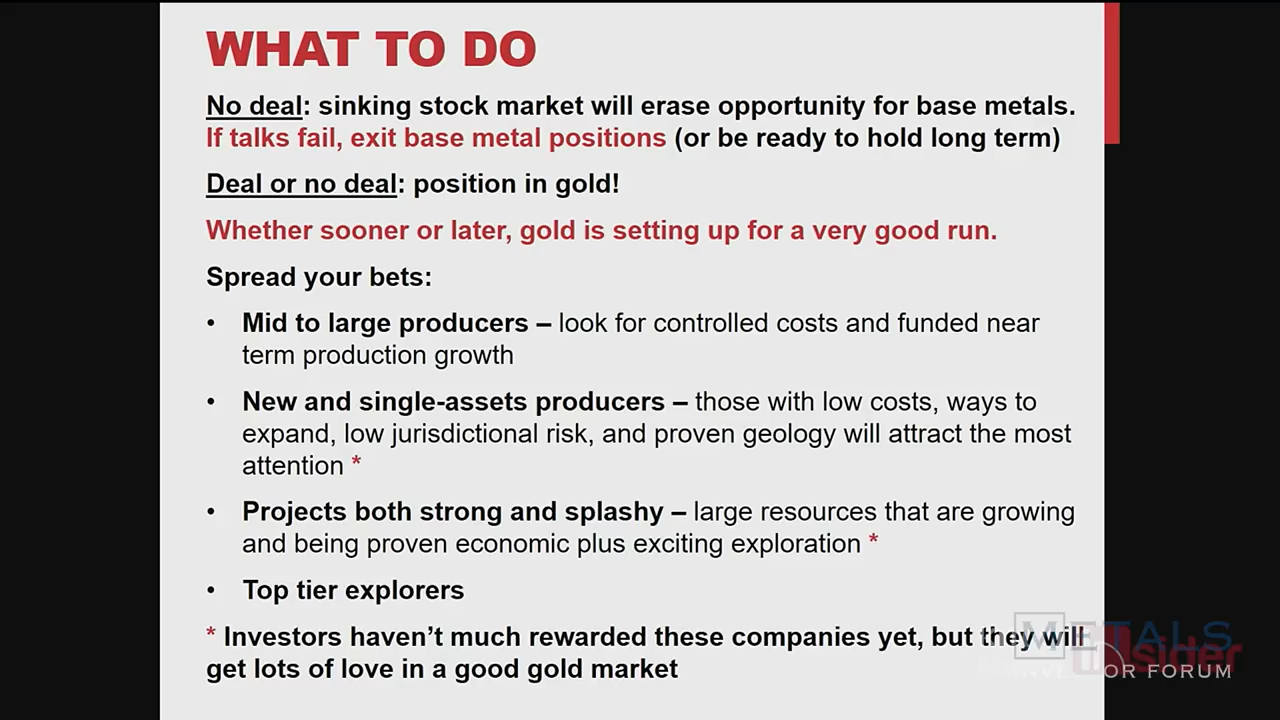 WHAT TO DO
No deal: sinking stock market will erase opportunity for base metals.
If talks fail, exit base metal positions (or be ready to hold long term)
Deal or no deal: position in gold!
Whether sooner or later, gold is setting up for a very good run.
Spread your bets:
• Mid to large producers – look for controlled costs and funded near
term production growth
• New and single-assets producers – those with low costs, ways to
expand, low jurisdictional risk, and proven geology will attract the most
attention *
• Projects both strong and splashy – large resources that are growing
and being proven economic plus exciting exploration *
• Top tier explorers
* Investors haven't much rewarded these companies yet, but they will
get lots of love in a good gold market
METALS
INVESTOR FORUM